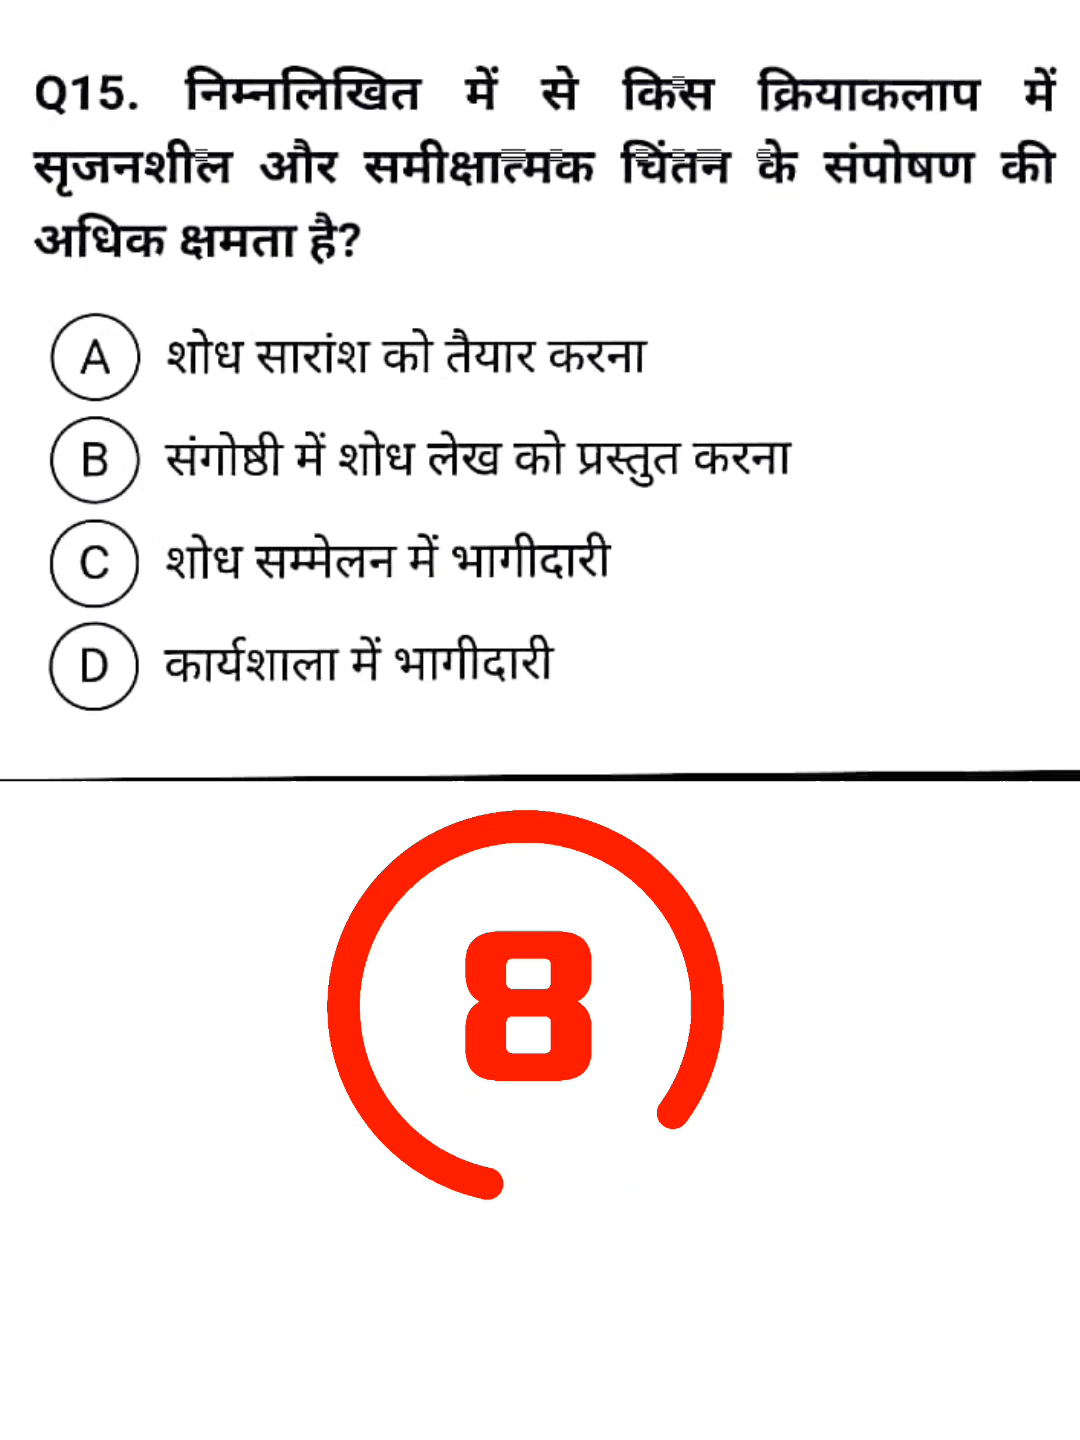 Q15. निम्नलिखित में से किस क्रियाकलाप में
सृजनशील और समीक्षात्मक चिंतन के संपोषण की
अधिक क्षमता है?
A शोध सारांश को तैयार करना
B संगोष्ठी में शोध लेख को प्रस्तुत करना
C शोध सम्मेलन में भागीदारी
D कार्यशाला में भागीदारी
8